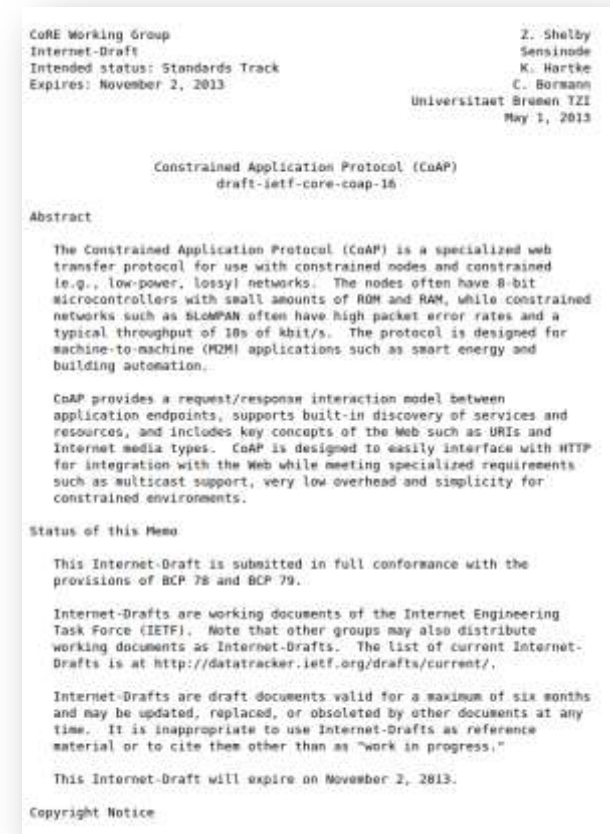 CoRE Working Group                                             Z. Shelby
Internet-Draft                                                 Sensinode
Intended status: Standards Track                               K. Hartke
Expires: November 2, 2013                                     C. Bormann
                                                 Universitaet Bremen TZI
                                                             May 1, 2013
Constrained Application Protocol (CoAP)
draft-ietf-core-coap-16
Abstract
The Constrained Application Protocol (CoAP) is a specialized web
transfer protocol for use with constrained nodes and constrained
(e.g., low-power, lossy) networks.  The nodes often have 8-bit
microcontrollers with small amounts of ROM and RAM, while constrained
networks such as 6LoWPAN often have high packet error rates and a
typical throughput of 10s of kbit/s.  The protocol is designed for
machine-to-machine (M2M) applications such as smart energy and
building automation.
CoAP provides a request/response interaction model between
application endpoints, supports built-in discovery of services and
resources, and includes key concepts of the Web such as URIs and
Internet media types.  CoAP is designed to easily interface with HTTP
for integration with the Web while meeting specialized requirements
such as multicast support, very low overhead and simplicity for
constrained environments.
Status of this Memo
This Internet-Draft is submitted in full conformance with the
provisions of BCP 78 and BCP 79.
Internet-Drafts are working documents of the Internet Engineering
Task Force (IETF).  Note that other groups may also distribute
working documents as Internet-Drafts.  The list of current Internet-
Drafts is at http://datatracker.ietf.org/drafts/current/.
Internet-Drafts are draft documents valid for a maximum of six months
and may be updated, replaced, or obsoleted by other documents at any
time.  It is inappropriate to use Internet-Drafts as reference
material or to cite them other than as "work in progress."
This Internet-Draft will expire on November 2, 2013.
Copyright Notice